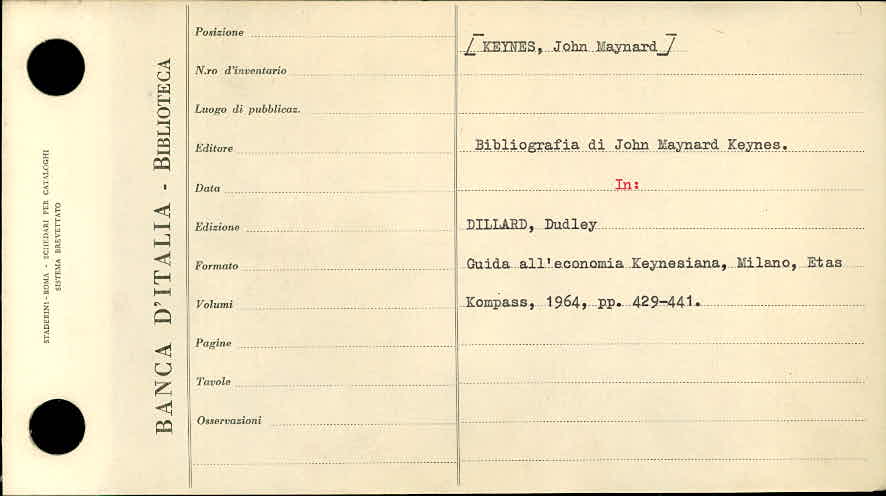 STADERINI-ROMA - SCHEDARI PER CATALOGHI
SISTEMA BREVETTATO
BANCA D'ITALIA - BIBLIOTECA
Posizione
N.ro d'inventario
Luogo di pubblicaz.
Editore
Data
Edizione
Formato
Volumi
Pagine
Tavole
Osservazioni
[KEYNES, John Maynard]
Bibliografia di John Maynard Keynes.
In:
DILLARD, Dudley
Guida all'economia Keynesiana, Milano, Etas
Kompass, 1964, pp. 429-441.